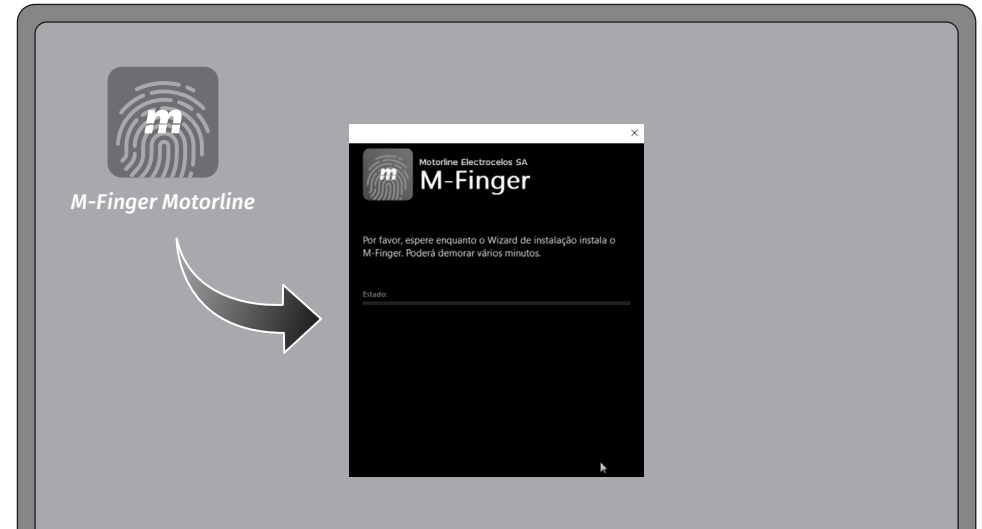 m
M-Finger Motorline
m
Motorline Electrocelos SA
M-Finger
Por favor, espere enquanto o Wizard de instalação instala o
M-Finger. Poderá demorar vários minutos.
Estado: